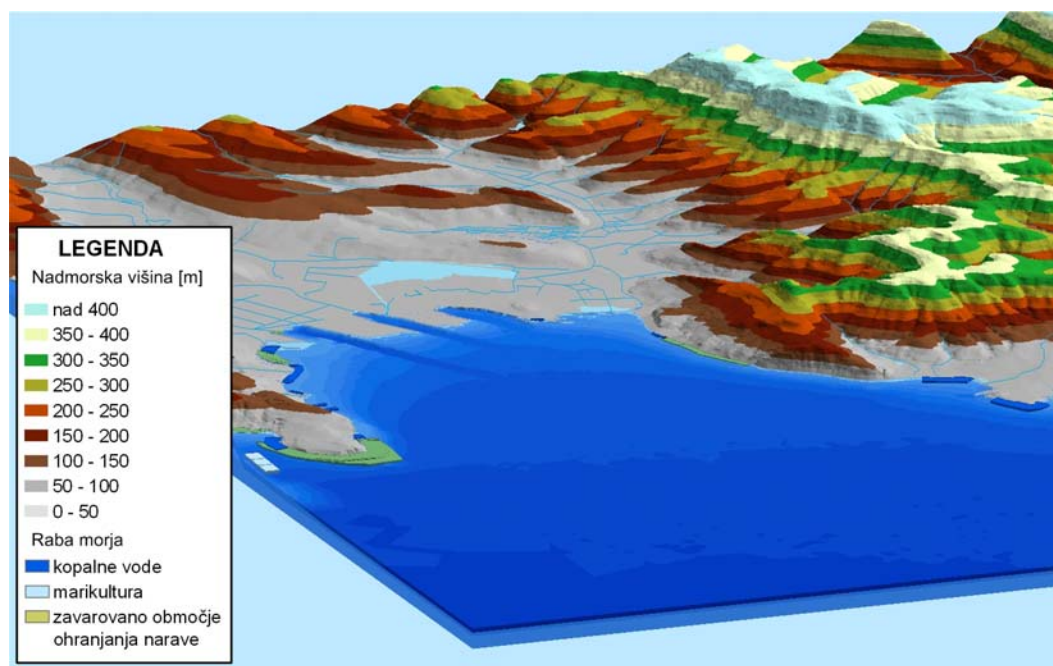 LEGENDA
Nadmorska višina [m]
nad 400
350 - 400
300 - 350
250 - 300
200 - 250
150 - 200
100 - 150
50 - 100
0 - 50
Raba morja
kopalne vode
marikultura
zavarovano območje
ohranjanja narave